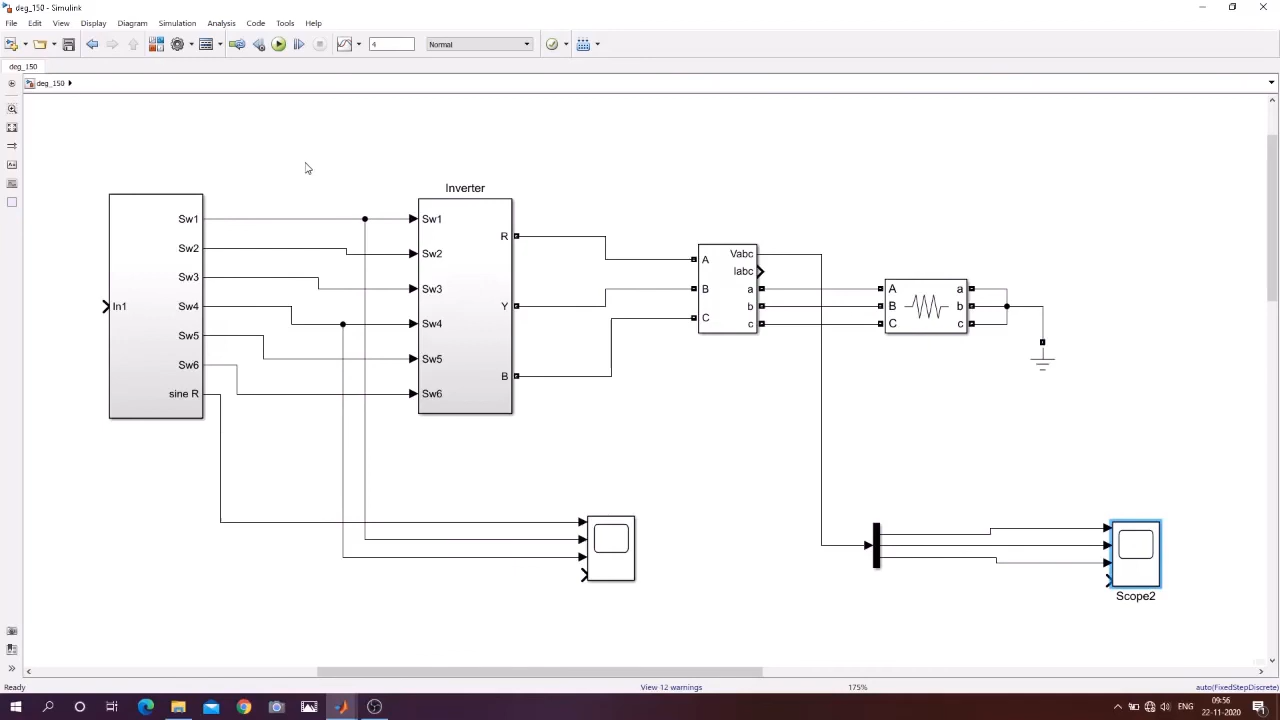 deg_150 - Simulink
File Edit View Display Diagram Simulation Analysis Code Tools Help
4 Normal
deg_150
deg_150
Inverter
Sw1 Sw1
R
Sw2 Sw2
Vabc
A
Iabc
Sw3 Sw3
B a A a
In1 Sw4 Y b B b
C
Sw4 c C c
Sw5 Sw5
Sw6 B
sine R Sw6
Scope2
Ready View 12 warnings 175% auto(FixedStepDiscrete)
ENG 09:56
22-11-2020
1